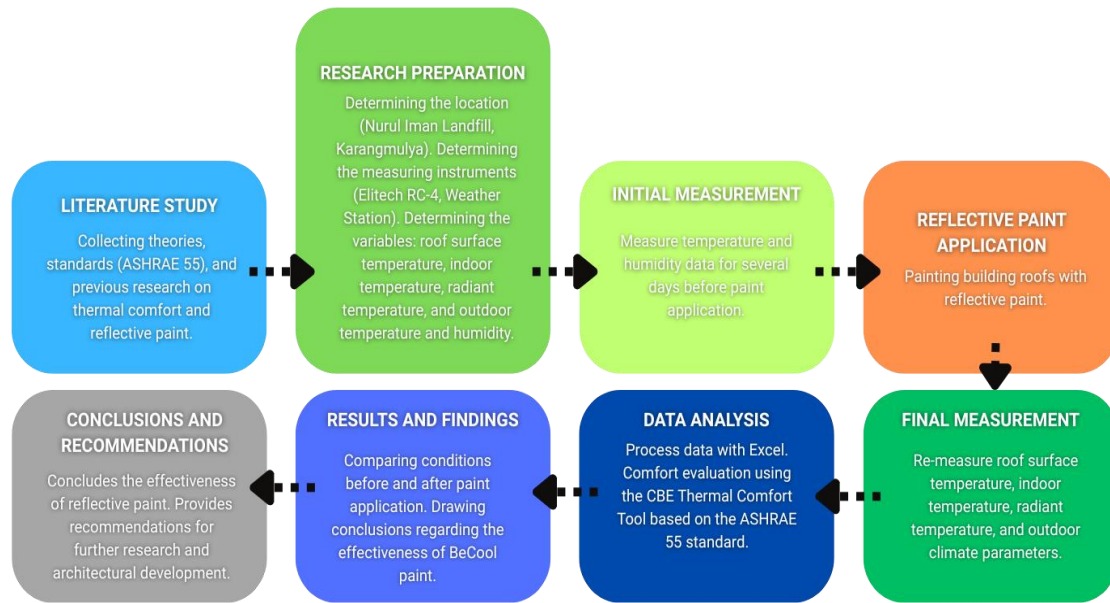 LITERATURE STUDY
Collecting theories,
standards (ASHRAE 55), and
previous research on
thermal comfort and
reflective paint.
RESEARCH PREPARATION
Determining the location
(Nurul Iman Landfill,
Karangmulya). Determining
the measuring instruments
(Elitech RC-4, Weather
Station). Determining the
variables: roof surface
temperature, indoor
temperature, radiant
temperature, and outdoor
temperature and humidity.
INITIAL MEASUREMENT
Measure temperature and
humidity data for several
days before paint
application.
REFLECTIVE PAINT
APPLICATION
Painting building roofs with
reflective paint.
FINAL MEASUREMENT
Re-measure roof surface
temperature, indoor
temperature, radiant
temperature, and outdoor
climate parameters.
DATA ANALYSIS
Process data with Excel.
Comfort evaluation using
the CBE Thermal Comfort
Tool based on the ASHRAE
55 standard.
RESULTS AND FINDINGS
Comparing conditions
before and after paint
application. Drawing
conclusions regarding the
effectiveness of BeCool
paint.
CONCLUSIONS AND
RECOMMENDATIONS
Concludes the effectiveness
of reflective paint. Provides
recommendations for
further research and
architectural development.